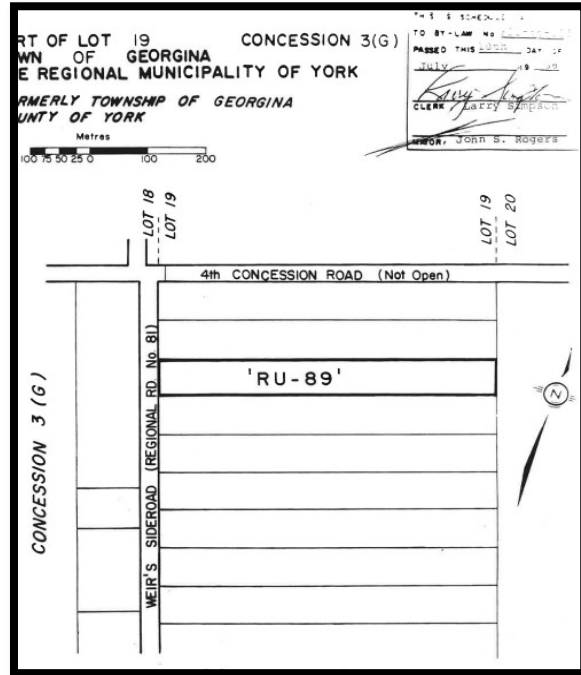 RT OF LOT 19 CONCESSION 3(G)
WN OF GEORGINA
E REGIONAL MUNICIPALITY OF YORK
RMERLY TOWNSHIP OF GEORGINA
UNTY OF YORK
Metres
100 75 50 25 0 100 200
TO BY-LAW No
PASSED THIS DAY OF
July 19
CLERK Larry Simpson
MAYOR, John S. Rogers
LOT 18
LOT 19
LOT 19
LOT 20
4th CONCESSION ROAD (Not Open)
'RU-89'
WEIR'S SIDEROAD (REGIONAL RD. No. 81)
CONCESSION 3 (G)
N